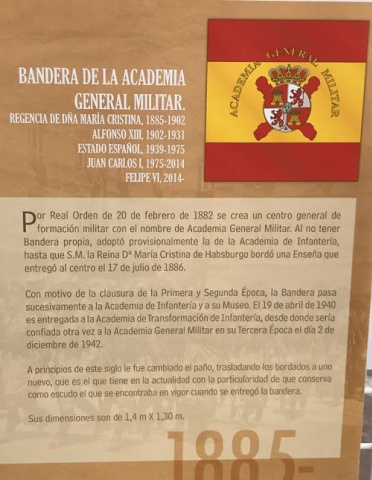 ACADEMIA GENERAL MILITAR
BANDERA DE LA ACADEMIA
GENERAL MILITAR.
REGENCIA DE DÑA MARÍA CRISTINA, 1885-1902
ALFONSO XIII, 1902-1931
ESTADO ESPAÑOL, 1939-1975
JUAN CARLOS I, 1975-2014
FELIPE VI, 2014-
Por Real Orden de 20 de febrero de 1882 se crea un centro general de
formación militar con el nombre de Academia General Militar. Al no tener
Bandera propia, adoptó provisionalmente la de la Academia de Infantería,
hasta que S.M. la Reina Dª María Cristina de Habsburgo bordó una Enseña que
entregó al centro el 17 de julio de 1886.
Con motivo de la clausura de la Primera y Segunda Época, la Bandera pasa
sucesivamente a la Academia de Infantería y a su Museo. El 19 de abril de 1940
es entregada a la Academia de Transformación de Infantería, desde donde sería
confiada otra vez a la Academia General Militar en su Tercera Época el día 2 de
diciembre de 1942.
A principios de este siglo le fue cambiado el paño, trasladando los bordados a uno
nuevo, que es el que tiene en la actualidad con la particularidad de que conserva
como escudo el que se encontraba en vigor cuando se entregó la bandera.
Sus dimensiones son de 1,4 m X 1,30 m.
1885-